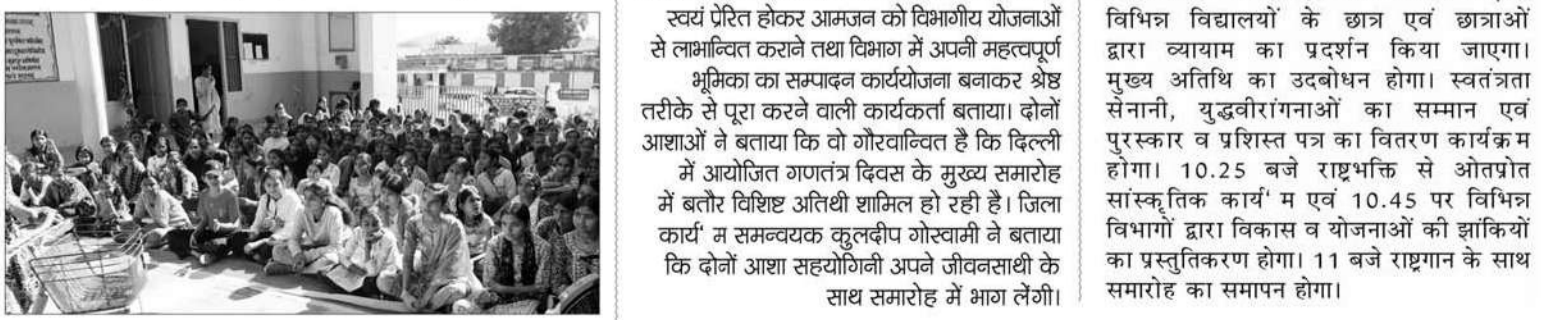 स्वयं प्रेरित होकर आमजन को विभागीय योजनाओं
से लाभान्वित कराने तथा विभाग में अपनी महत्वपूर्ण
भूमिका का सम्पादन कार्ययोजना बनाकर श्रेष्ठ
तरीके से पूरा करने वाली कार्यकर्ता बताया। दोनों
आशाओं ने बताया कि वो गौरवान्वित है कि दिल्ली
में आयोजित गणतंत्र दिवस के मुख्य समारोह
में बतौर विशिष्ट अतिथी शामिल हो रही है। जिला
कार्य' म समन्वयक कुलदीप गोस्वामी ने बताया
कि दोनों आशा सहयोगिनी अपने जीवनसाथी के
साथ समारोह में भाग लेंगी।
विभिन्न विद्यालयों के छात्र एवं छात्राओं
द्वारा व्यायाम का प्रदर्शन किया जाएगा।
मुख्य अतिथि का उदबोधन होगा। स्वतंत्रता
सेनानी, युद्धवीरांगनाओं का सम्मान एवं
पुरस्कार व प्रशिस्त पत्र का वितरण कार्यक्रम
होगा। 10.25 बजे राष्ट्रभक्ति से ओतप्रोत
सांस्कृतिक कार्य' म एवं 10.45 पर विभिन्न
विभागों द्वारा विकास व योजनाओं की झांकियों
का प्रस्तुतिकरण होगा। 11 बजे राष्ट्रगान के साथ
समारोह का समापन होगा।